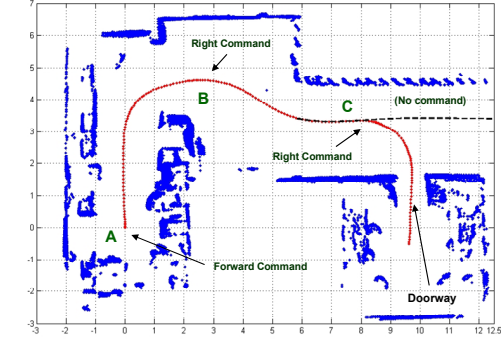 7
6
5
4
3
2
1
0
-1
-2
-3
Right Command
B
C
(No command)
Right Command
A
Forward Command
Doorway
-3 -2 -1 0 1 2 3 4 5 6 7 8 9 10 11 12 12.5